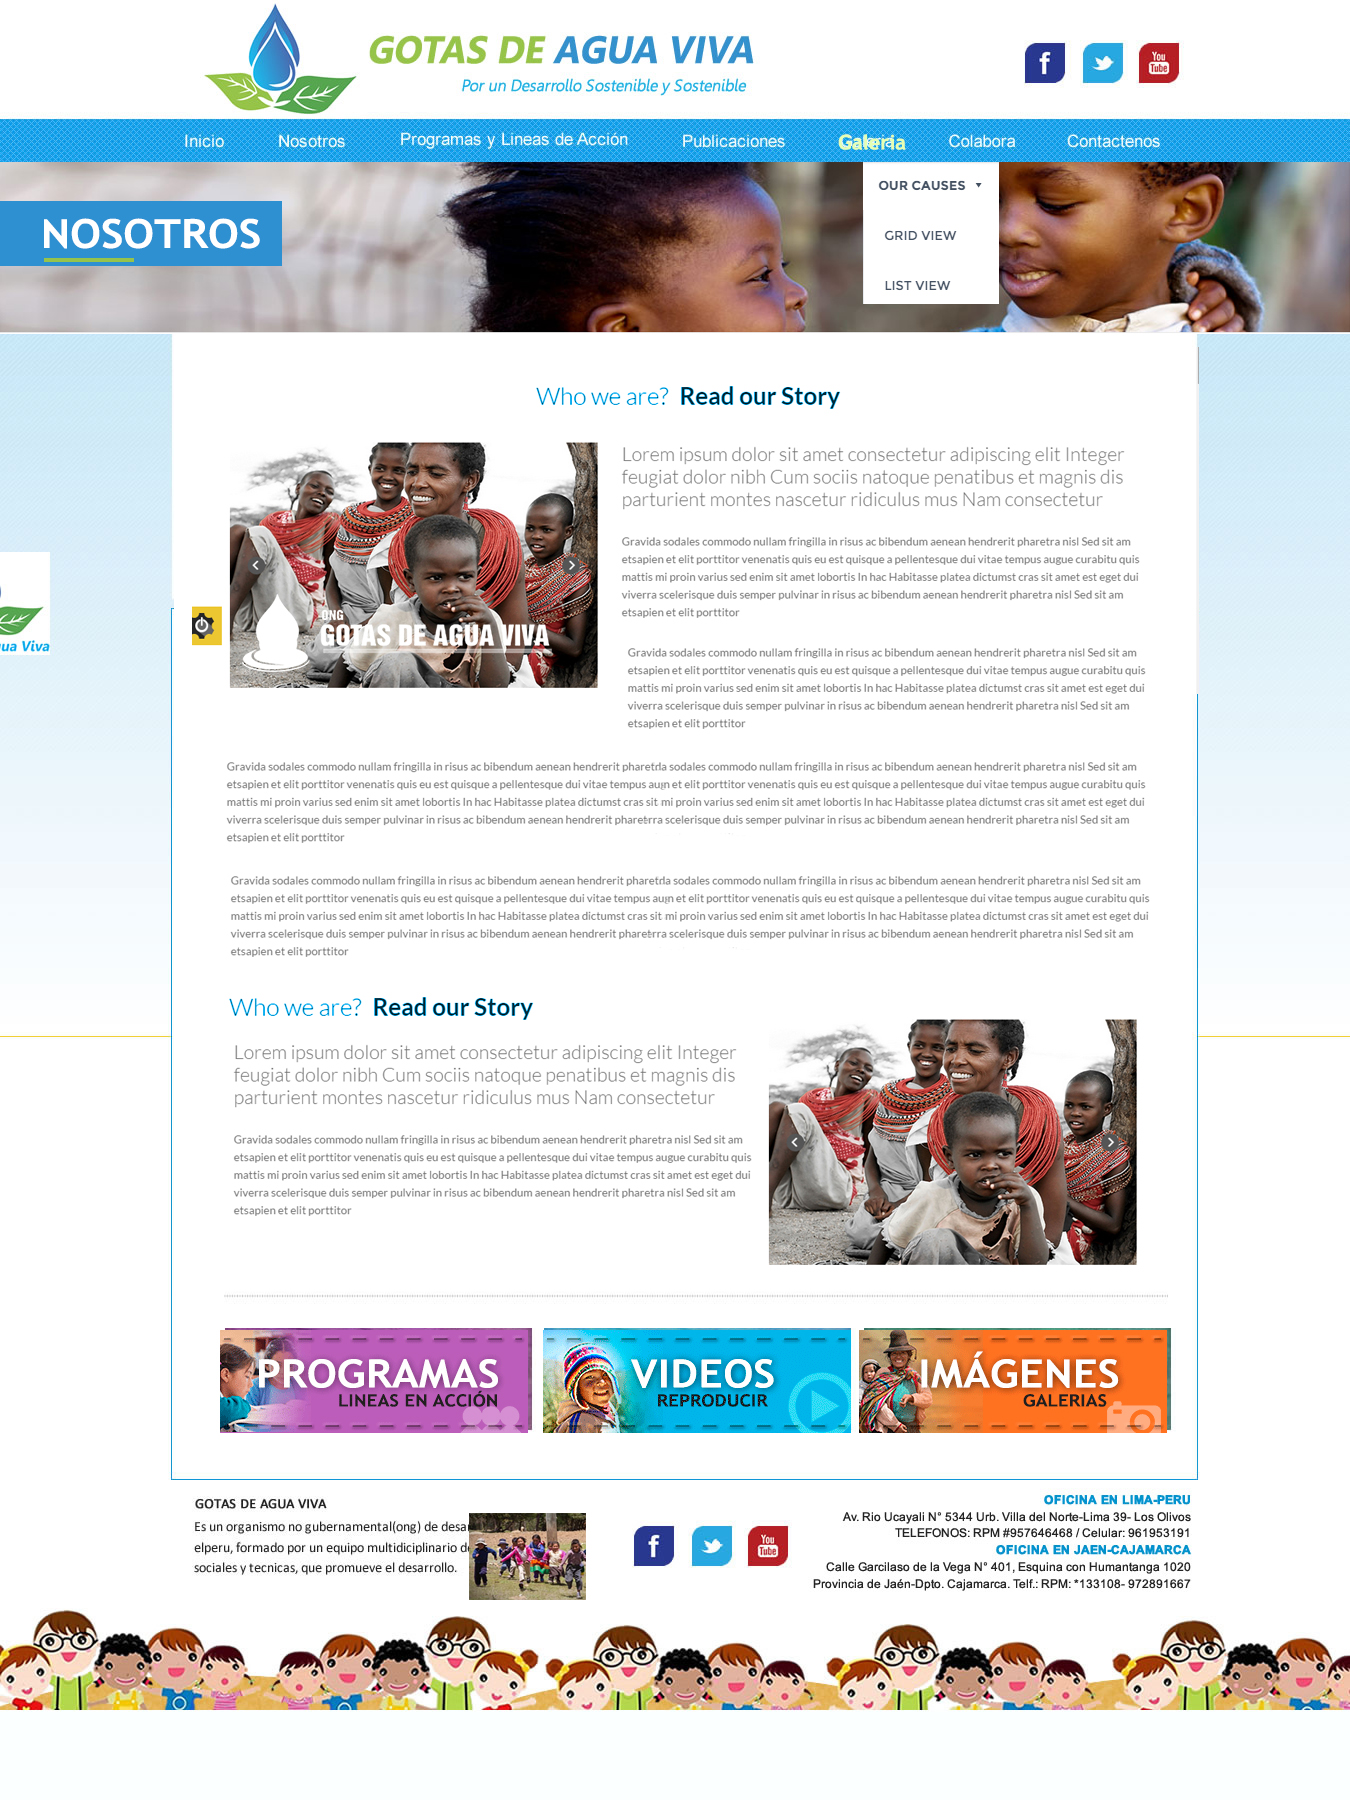 GOTAS DE AGUA VIVA
Por un Desarrollo Sostenible y Sostenible
f
You Tube
Inicio
Nosotros
Programas y Lineas de Acción
Publicaciones
Galeria
Colabora
Contactenos
NOSOTROS
OUR CAUSES
GRID VIEW
LIST VIEW
Who we are? Read our Story
Lorem ipsum dolor sit amet consectetur adipiscing elit Integer
feugiat dolor nibh Cum sociis natoque penatibus et magnis dis
parturient montes nascetur ridiculus mus Nam consectetur
Gravida sodales commodo nullam fringilla in risus ac bibendum aenean hendrerit pharetra nisl Sed sit am
etsapien et elit porttitor venenatis quis eu est quisque a pellentesque dui vitae tempus augue curabitu quis
mattis mi proin varius sed enim sit amet lobortis In hac Habitasse platea dictumst cras sit amet est eget dui
viverra scelerisque duis semper pulvinar in risus ac bibendum aenean hendrerit pharetra nisl Sed sit am
etsapien et elit porttitor
ONG
GOTAS DE AGUA VIVA
ua Viva
Gravida sodales commodo nullam fringilla in risus ac bibendum aenean hendrerit pharetra nisl Sed sit am
etsapien et elit porttitor venenatis quis eu est quisque a pellentesque dui vitae tempus augue curabitu quis
mattis mi proin varius sed enim sit amet lobortis In hac Habitasse platea dictumst cras sit amet est eget dui
viverra scelerisque duis semper pulvinar in risus ac bibendum aenean hendrerit pharetra nisl Sed sit am
etsapien et elit porttitor
Gravida sodales commodo nullam fringilla in risus ac bibendum aenean hendrerit sodales commodo nullam fringilla in risus ac bibendum aenean hendrerit pharetra nisl Sed sit am
etsapien et elit porttitor venenatis quis eu est quisque a pellentesque dui vitae tempus et elit porttitor venenatis quis eu est quisque a pellentesque dui vitae tempus augue curabitu quis
mattis mi proin varius sed enim sit amet lobortis In hac Habitasse platea dictumst cras sit mi proin varius sed enim sit amet lobortis In hac Habitasse platea dictumst cras sit amet est eget dui
viverra scelerisque duis semper pulvinar in risus ac bibendum aenean hendrerit scelerisque duis semper pulvinar in risus ac bibendum aenean hendrerit pharetra nisl Sed sit am
etsapien et elit porttitor
Gravida sodales commodo nullam fringilla in risus ac bibendum aenean hendrerit sodales commodo nullam fringilla in risus ac bibendum aenean hendrerit pharetra nisl Sed sit am
etsapien et elit porttitor venenatis quis eu est quisque a pellentesque dui vitae tempus et elit porttitor venenatis quis eu est quisque a pellentesque dui vitae tempus augue curabitu quis
mattis mi proin varius sed enim sit amet lobortis In hac Habitasse platea dictumst cras sit mi proin varius sed enim sit amet lobortis In hac Habitasse platea dictumst cras sit amet est eget dui
viverra scelerisque duis semper pulvinar in risus ac bibendum aenean hendrerit scelerisque duis semper pulvinar in risus ac bibendum aenean hendrerit pharetra nisl Sed sit am
etsapien et elit porttitor
Who we are? Read our Story
Lorem ipsum dolor sit amet consectetur adipiscing elit Integer
feugiat dolor nibh Cum sociis natoque penatibus et magnis dis
parturient montes nascetur ridiculus mus Nam consectetur
Gravida sodales commodo nullam fringilla in risus ac bibendum aenean hendrerit pharetra nisl Sed sit am
etsapien et elit porttitor venenatis quis eu est quisque a pellentesque dui vitae tempus augue curabitu quis
mattis mi proin varius sed enim sit amet lobortis In hac Habitasse platea dictumst cras sit amet est eget dui
viverra scelerisque duis semper pulvinar in risus ac bibendum aenean hendrerit pharetra nisl Sed sit am
etsapien et elit porttitor
PROGRAMAS
LINEAS EN ACCIÓN
VIDEOS
REPRODUCIR
IMÁGENES
GALERIAS
GOTAS DE AGUA VIVA
Es un organismo no gubernamental(ong) de desar
elperu, formado por un equipo multidiciplinario de
sociales y tecnicas, que promueve el desarrollo.
f
You Tube
OFICINA EN LIMA-PERU
Av. Rio Ucayali N° 5344 Urb. Villa del Norte-Lima 39- Los Olivos
TELEFONOS: RPM #957646468 / Celular: 961953191
OFICINA EN JAEN-CAJAMARCA
Calle Garcilaso de la Vega N° 401, Esquina con Humantanga 1020
Provincia de Jaén-Dpto. Cajamarca. Telf.: RPM: *133108- 972891667